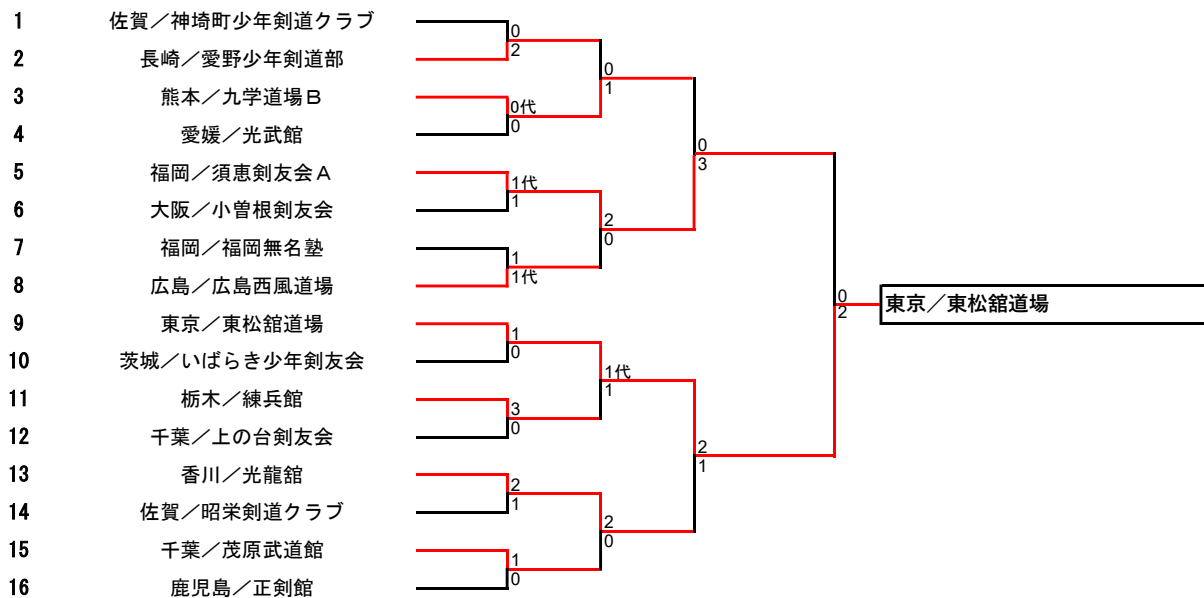 1 佐賀／神埼町少年剣道クラブ
0
2 長崎／愛野少年剣道部
2
0
3 熊本／九学道場Ｂ
1
0代
4 愛媛／光武館
0
0
3
5 福岡／須恵剣友会Ａ
1代
6 大阪／小曽根剣友会
1
2
7 福岡／福岡無名塾
0
1
8 広島／広島西風道場
1代
0
2
東京／東松舘道場
9 東京／東松舘道場
1
10 茨城／いばらき少年剣友会
0
1代
11 栃木／練兵館
1
3
12 千葉／上の台剣友会
0
2
1
13 香川／光龍舘
2
14 佐賀／昭栄剣道クラブ
1
2
15 千葉／茂原武道館
0
1
16 鹿児島／正剣館
0